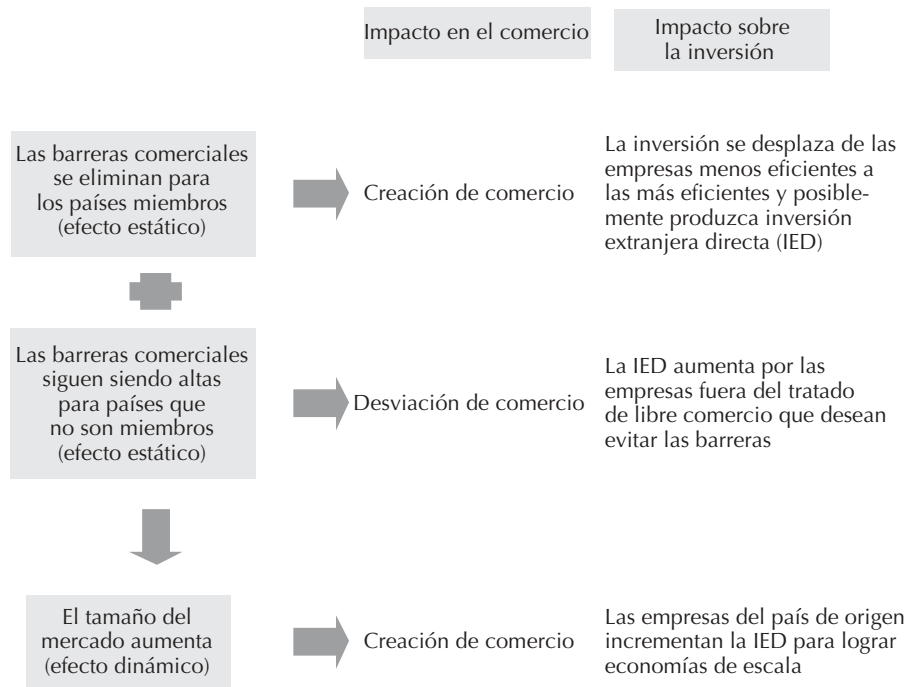 Impacto en el comercio
Impacto sobre
la inversión
Las barreras comerciales
se eliminan para
los países miembros
(efecto estático)
Creación de comercio
La inversión se desplaza de las
empresas menos eficientes a
las más eficientes y posible-
mente produzca inversión
extranjera directa (IED)
Las barreras comerciales
siguen siendo altas
para países que
no son miembros
(efecto estático)
Desviación de comercio
La IED aumenta por las
empresas fuera del tratado
de libre comercio que desean
evitar las barreras
El tamaño del
mercado aumenta
(efecto dinámico)
Creación de comercio
Las empresas del país de origen
incrementan la IED para lograr
economías de escala